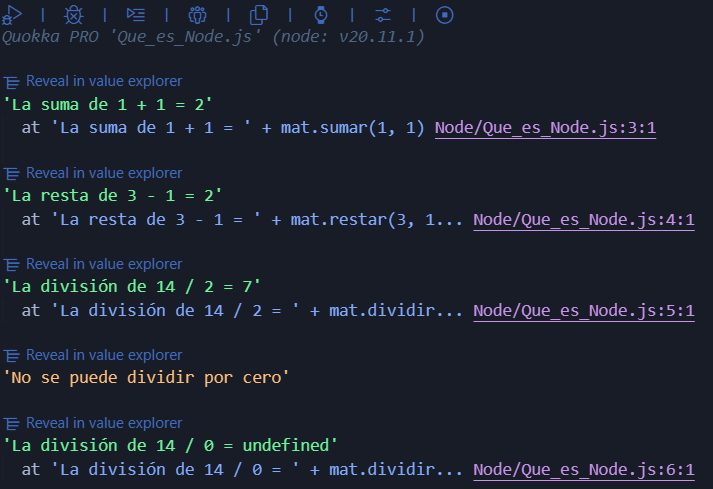 Quokka PRO 'Que_es_Node.js' (node: v20.11.1)
Reveal in value explorer
'La suma de 1 + 1 = 2'
at 'La suma de 1 + 1 = ' + mat.sumar(1, 1) Node/Que_es_Node.js:3:1
Reveal in value explorer
'La resta de 3 - 1 = 2'
at 'La resta de 3 - 1 = ' + mat.restar(3, 1... Node/Que_es_Node.js:4:1
Reveal in value explorer
'La división de 14 / 2 = 7'
at 'La división de 14 / 2 = ' + mat.dividir... Node/Que_es_Node.js:5:1
Reveal in value explorer
'No se puede dividir por cero'
Reveal in value explorer
'La división de 14 / 0 = undefined'
at 'La división de 14 / 0 = ' + mat.dividir... Node/Que_es_Node.js:6:1